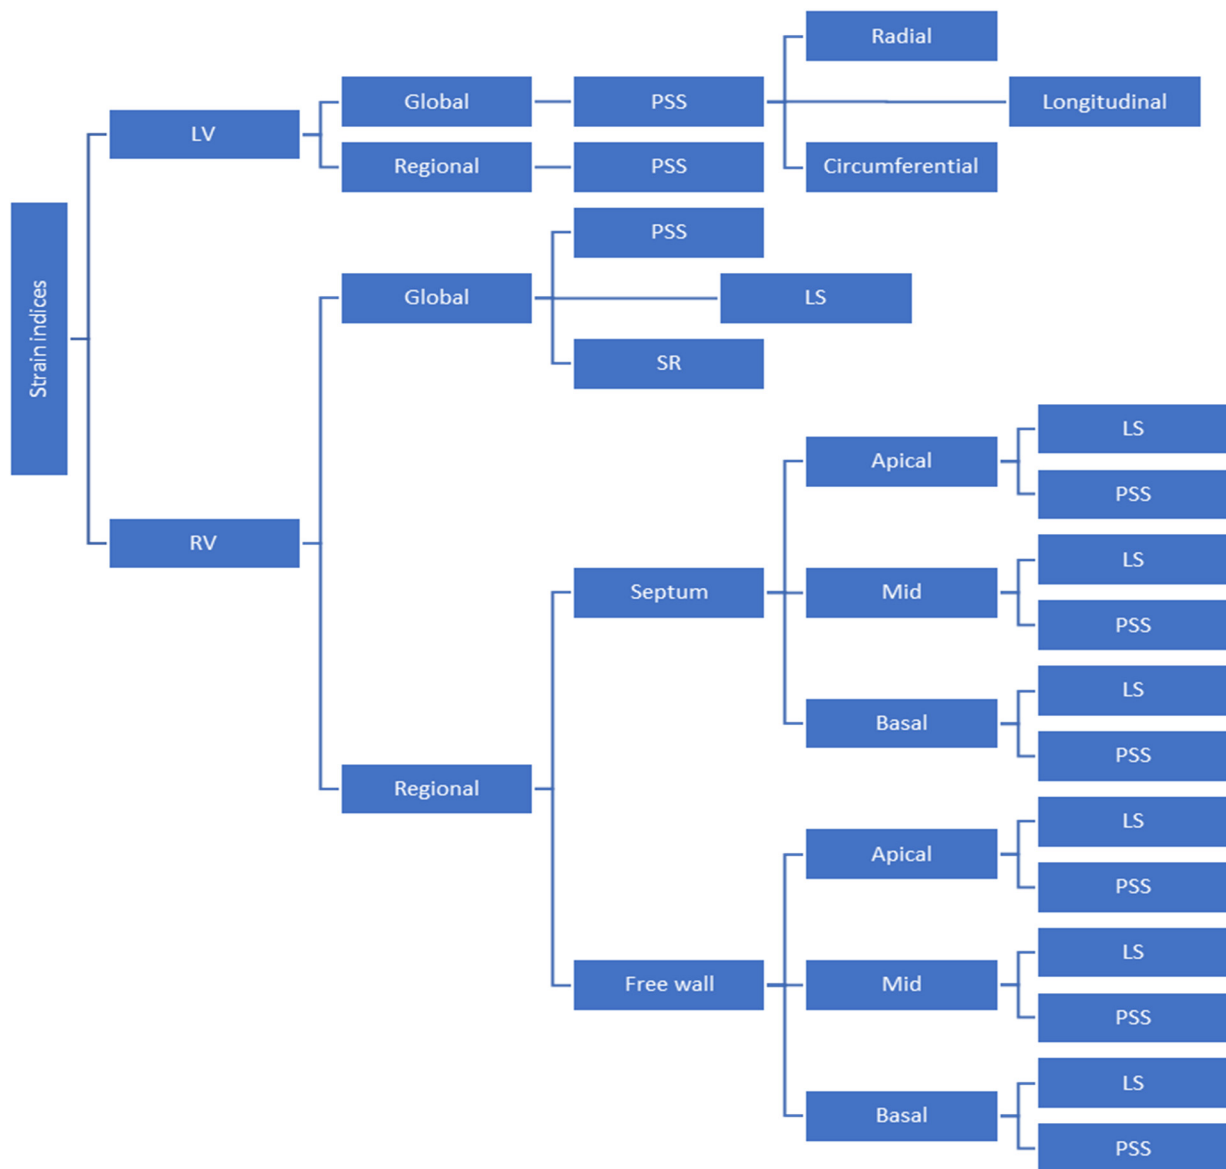 Strain indices
LV
Global
PSS
Radial
Longitudinal
Circumferential
Regional
PSS
RV
Global
PSS
LS
SR
Regional
Septum
Apical
LS
PSS
Mid
LS
PSS
Basal
LS
PSS
Free wall
Apical
LS
PSS
Mid
LS
PSS
Basal
LS
PSS